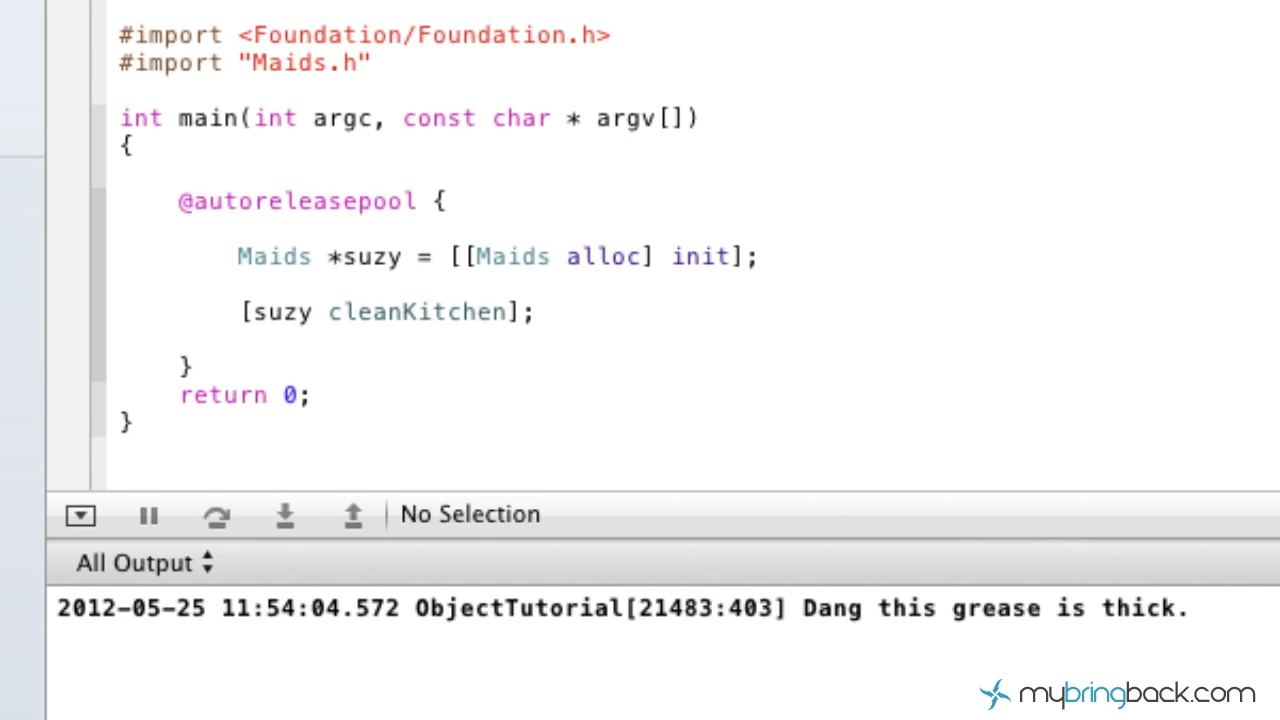 #import <Foundation/Foundation.h>
#import "Maids.h"
int main(int argc, const char * argv[])
{
@autoreleasepool {
Maids *suzy = [[Maids alloc] init];
[suzy cleanKitchen];
}
return 0;
}
No Selection
All Output
2012-05-25 11:54:04.572 ObjectTutorial[21483:403] Dang this grease is thick.
mybringback.com